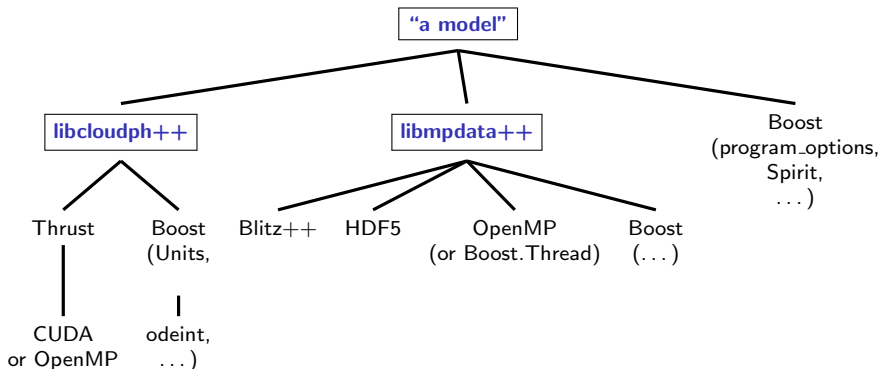 “a model”
libcloudph++
libmpdata++
Boost
(program_options,
Spirit,
...)
Thrust
Boost
(Units,
Blitz++
HDF5
OpenMP
(or Boost.Thread)
Boost
(...)
CUDA
or OpenMP
odeint,
...)